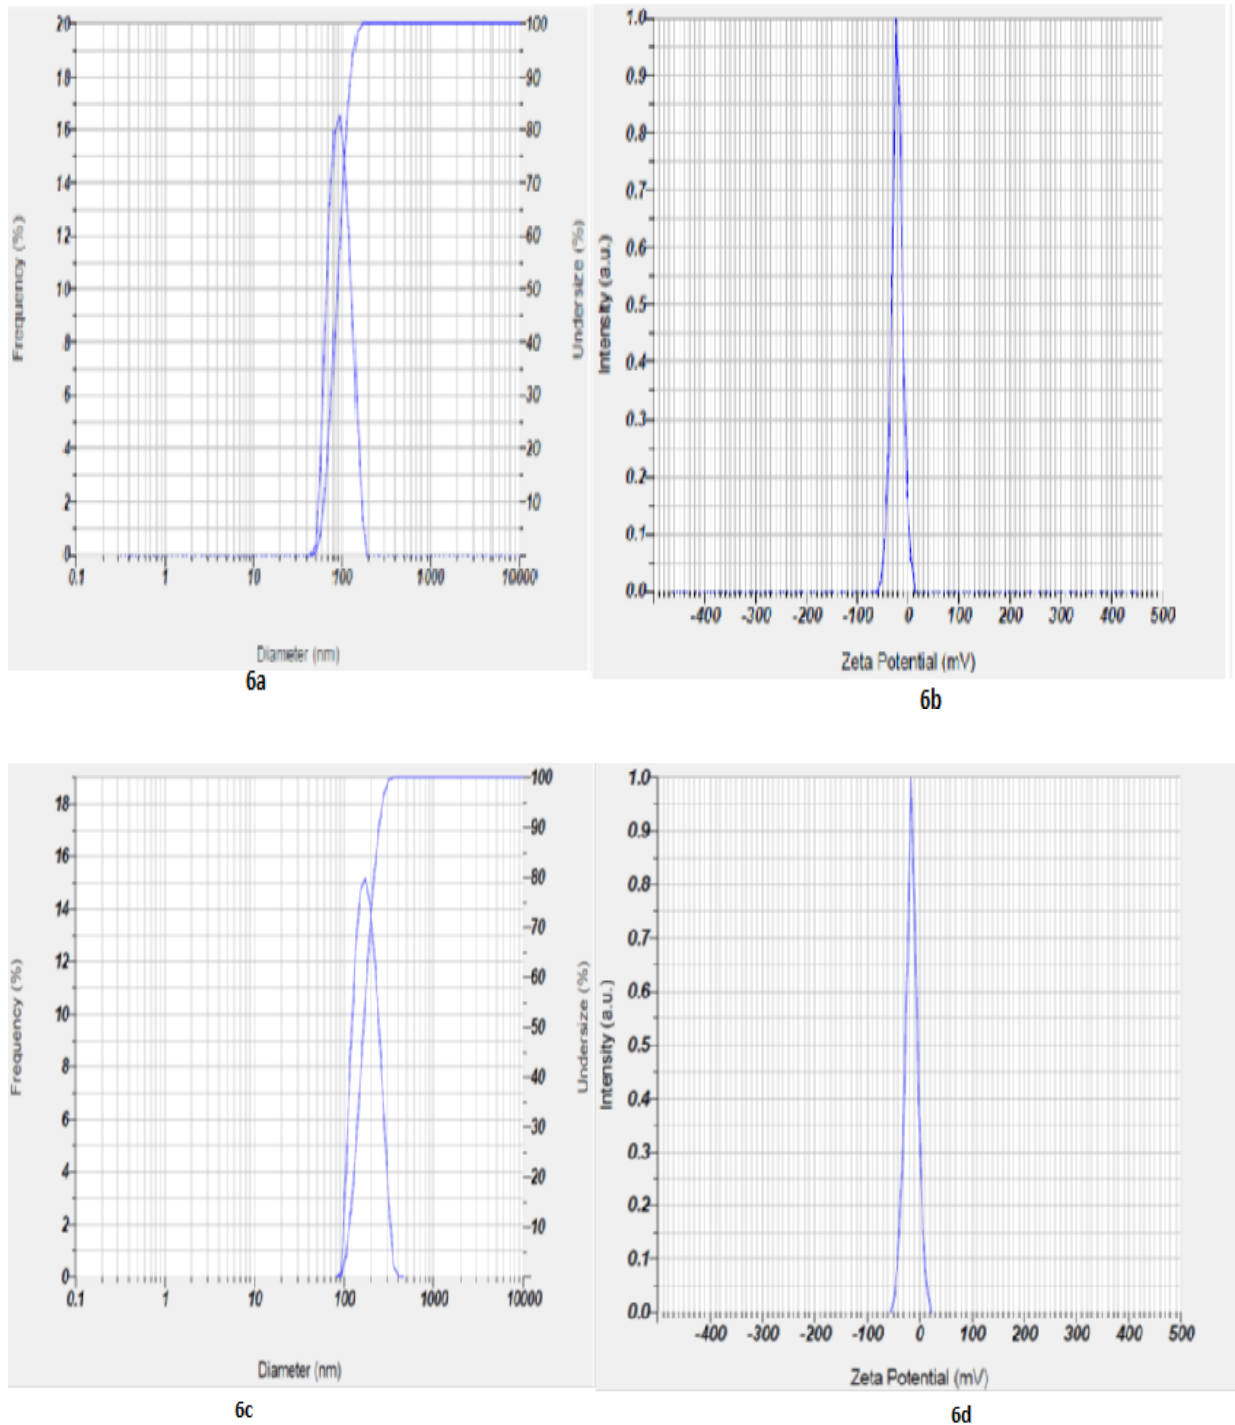 20 100
18 90
16 80
14 70
12 60
10 50
8 40
6 30
4 20
2 10
0
0.1 1 10 100 1000 10000
Frequency (%)
Undersize (%)
Diameter (nm)
6a
1.0
0.9
0.8
0.7
0.6
0.5
0.4
0.3
0.2
0.1
0.0
-400 -300 -200 -100 0 100 200 300 400 500
Intensity (a.u.)
Zeta Potential (mV)
6b
100
18 90
16 80
14 70
12 60
10 50
8 40
6 30
4 20
2 10
0
0.1 1 10 100 1000 10000
Frequency (%)
Undersize (%)
Diameter (nm)
6c
1.0
0.9
0.8
0.7
0.6
0.5
0.4
0.3
0.2
0.1
0.0
-400 -300 -200 -100 0 100 200 300 400 500
Intensity (a.u.)
Zeta Potential (mV)
6d